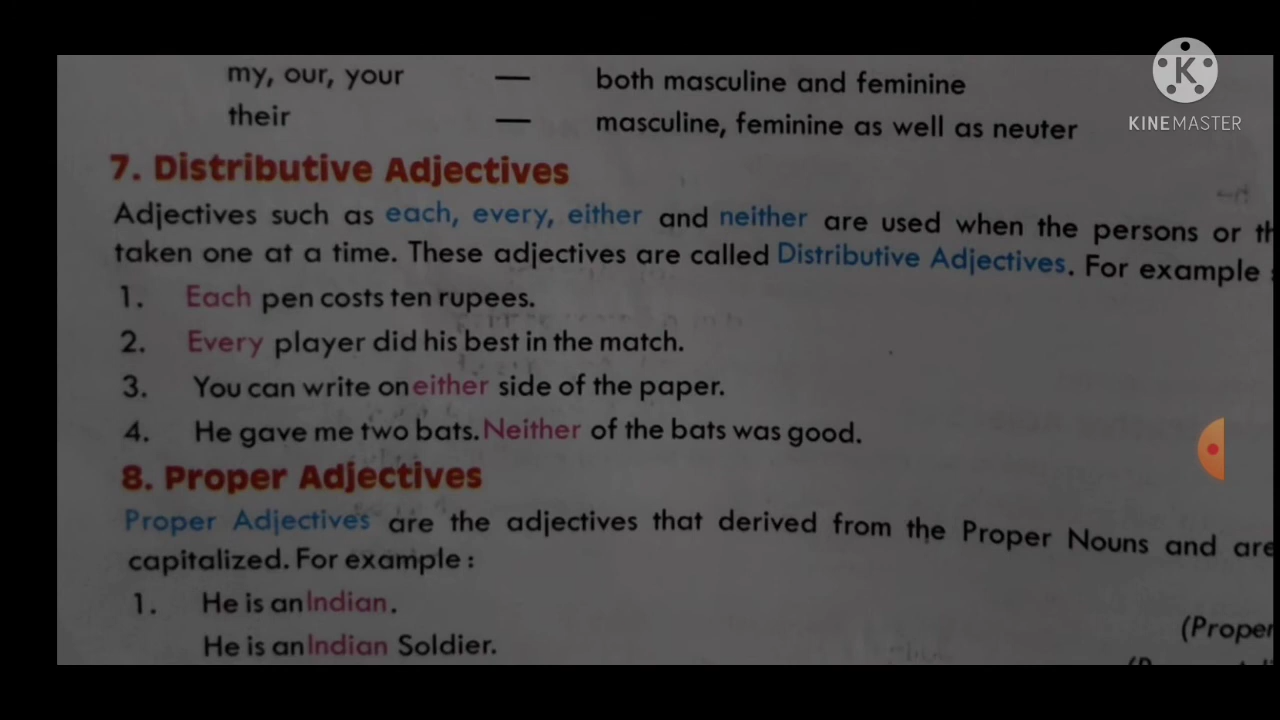 my, our, your — both masculine and feminine
their — masculine, feminine as well as neuter
7. Distributive Adjectives
Adjectives such as each, every, either and neither are used when the persons or
taken one at a time. These adjectives are called Distributive Adjectives. For example :
1. Each pen costs ten rupees.
2. Every player did his best in the match.
3. You can write on either side of the paper.
4. He gave me two bats. Neither of the bats was good.
8. Proper Adjectives
Proper Adjectives are the adjectives that derived from the Proper Nouns and are
capitalized. For example :
1. He is an Indian.
(Proper
He is an Indian Soldier.
K
KINEMASTER